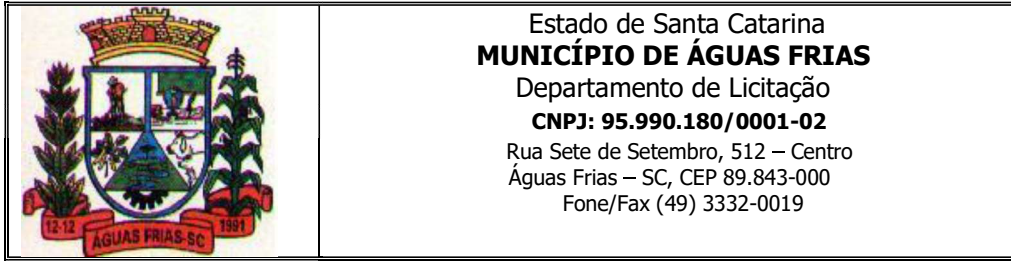 12-12
ÁGUAS FRIAS-SC
1991
Estado de Santa Catarina
MUNICÍPIO DE ÁGUAS FRIAS
Departamento de Licitação
CNPJ: 95.990.180/0001-02
Rua Sete de Setembro, 512 – Centro
Águas Frias – SC, CEP 89.843-000
Fone/Fax (49) 3332-0019